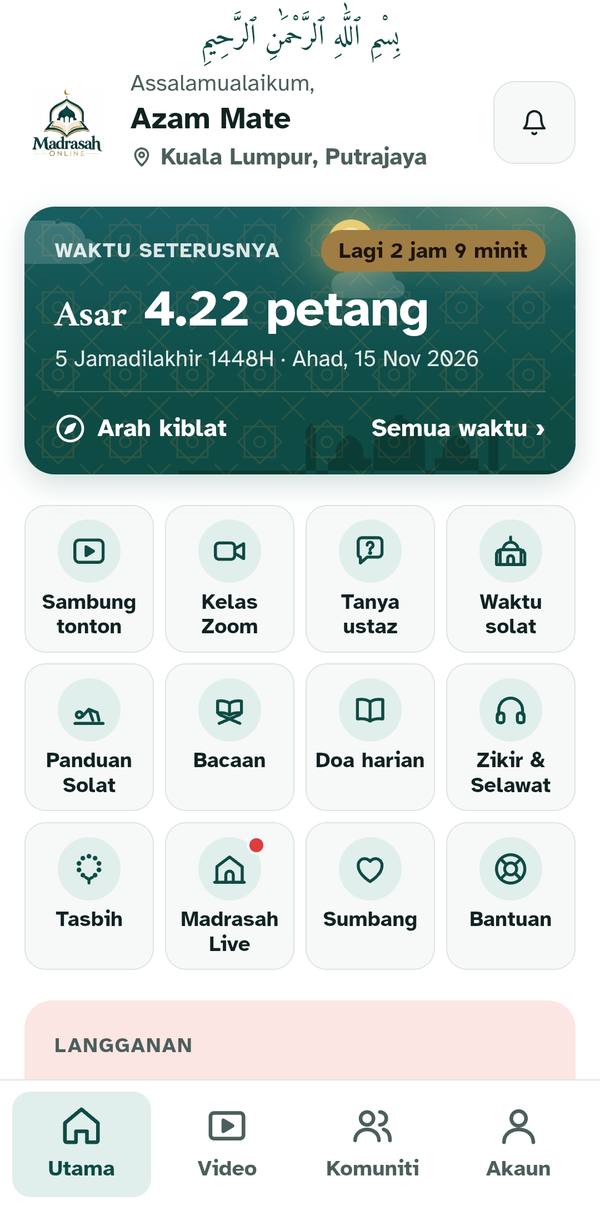 بِسْمِ ٱللَّٰهِ ٱلرَّحْمَٰنِ ٱلرَّحِيمِ
Assalamualaikum,
Madrasah
ONLINE
Azam Mate
Kuala Lumpur, Putrajaya
WAKTU SETERUSNYA
Lagi 2 jam 9 minit
Asar 4.22 petang
5 Jamadilakhir 1448H · Ahad, 15 Nov 2026
Arah kiblat
Semua waktu ›
Sambung
tonton
Kelas
Zoom
Tanya
ustaz
Waktu
solat
Panduan
Solat
Bacaan
Doa harian
Zikir &
Selawat
Tasbih
Madrasah
Live
Sumbang
Bantuan
LANGGANAN
Utama
Video
Komuniti
Akaun